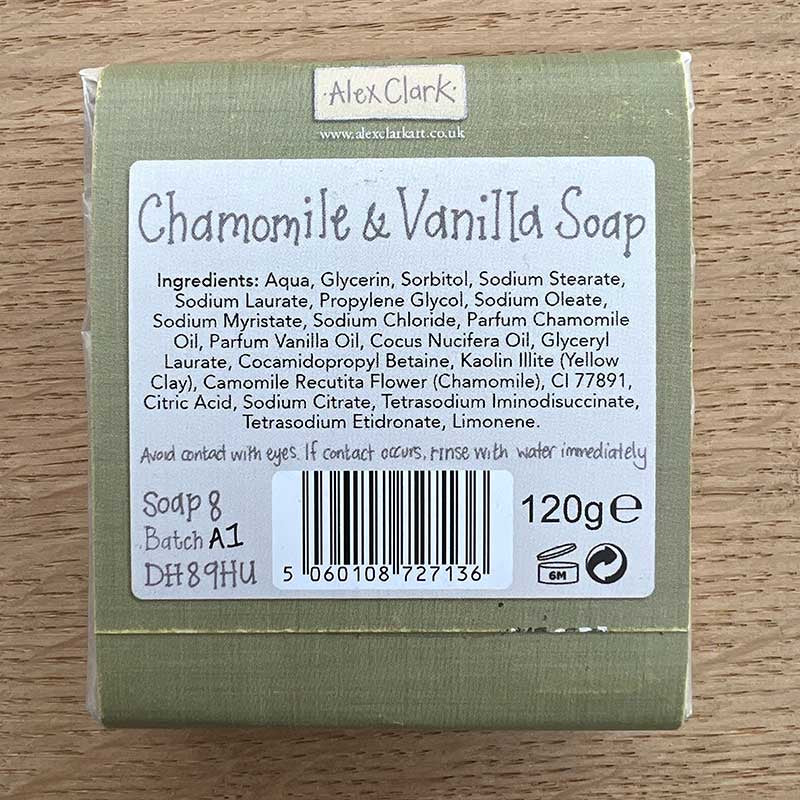 ·Alex Clark·
www.alexclarkart.co.uk
Chamomile & Vanilla Soap
Ingredients: Aqua, Glycerin, Sorbitol, Sodium Stearate,
Sodium Laurate, Propylene Glycol, Sodium Oleate,
Sodium Myristate, Sodium Chloride, Parfum Chamomile
Oil, Parfum Vanilla Oil, Cocus Nucifera Oil, Glyceryl
Laurate, Cocamidopropyl Betaine, Kaolin Illite (Yellow
Clay), Camomile Recutita Flower (Chamomile), CI 77891,
Citric Acid, Sodium Citrate, Tetrasodium Iminodisuccinate,
Tetrasodium Etidronate, Limonene.
Avoid contact with eyes. If contact occurs, rinse with water immediately
Soap 8
Batch A1
DH89HU
5 060108 727136
120g℮
6M